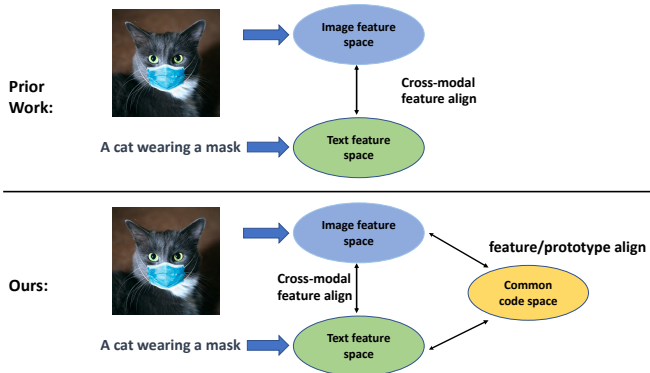 Prior
Work:
Image feature
space
Cross-modal
feature align
A cat wearing a mask
Text feature
space
Ours:
Image feature
space
feature/prototype align
Cross-modal
feature align
Common
code space
A cat wearing a mask
Text feature
space